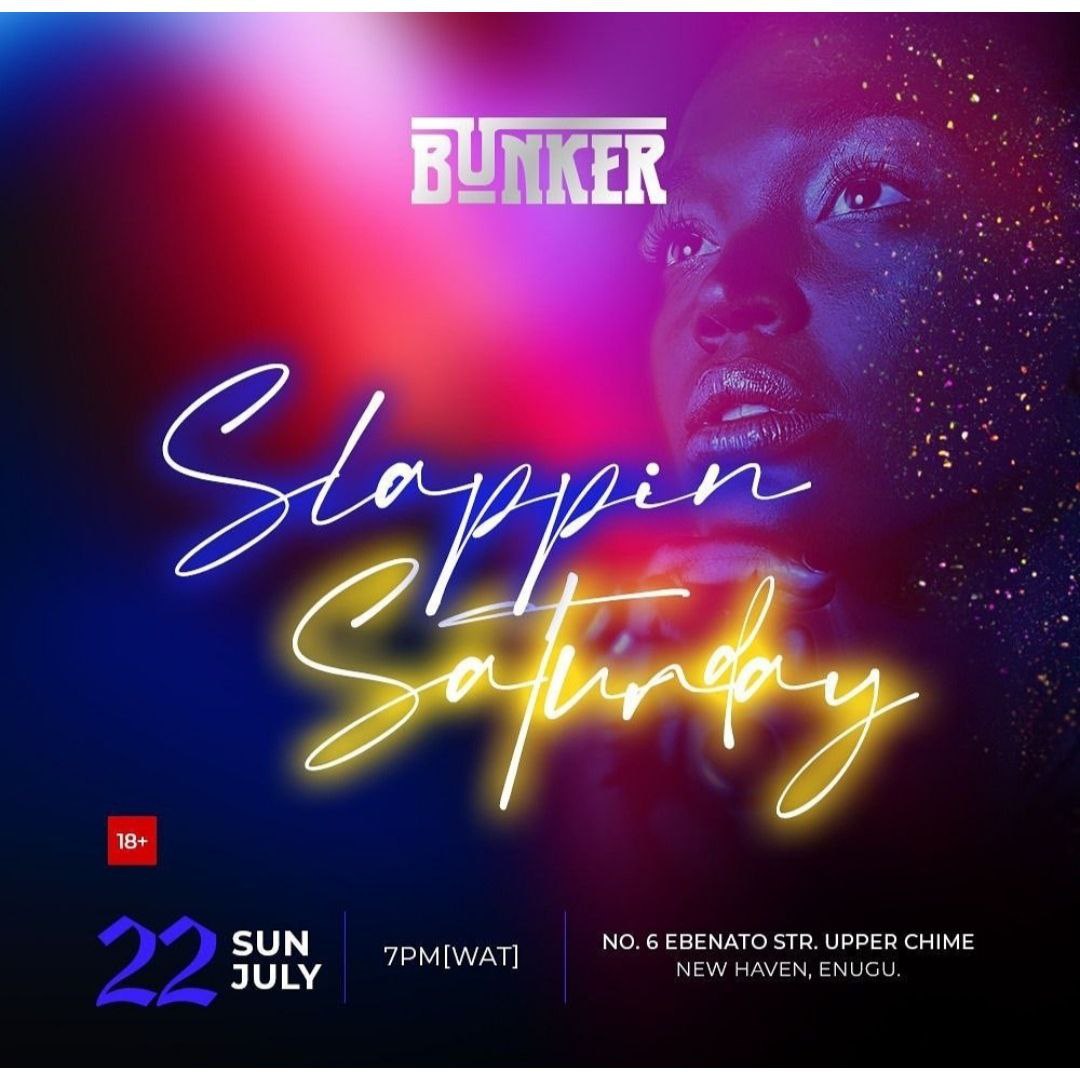 BUNKER
Slappin
Saturday
18+
22 SUN
JULY
7PM[WAT]
NO. 6 EBENATO STR. UPPER CHIME
NEW HAVEN, ENUGU.